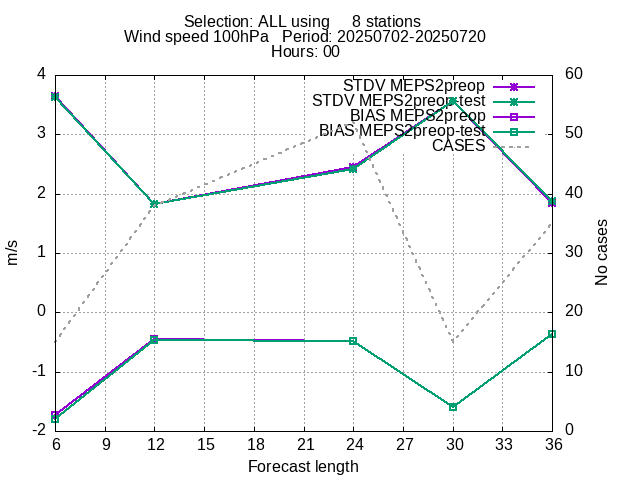 Selection: ALL using 8 stations
Wind speed 100hPa Period: 20250702-20250720
Hours: 00
STDV MEPS2preop
STDV MEPS2preop-test
BIAS MEPS2preop
BIAS MEPS2preop-test
CASES
4
3
2
1
0
-1
-2
m/s
60
50
40
30
20
10
0
No cases
6 9 12 15 18 21 24 27 30 33 36
Forecast length